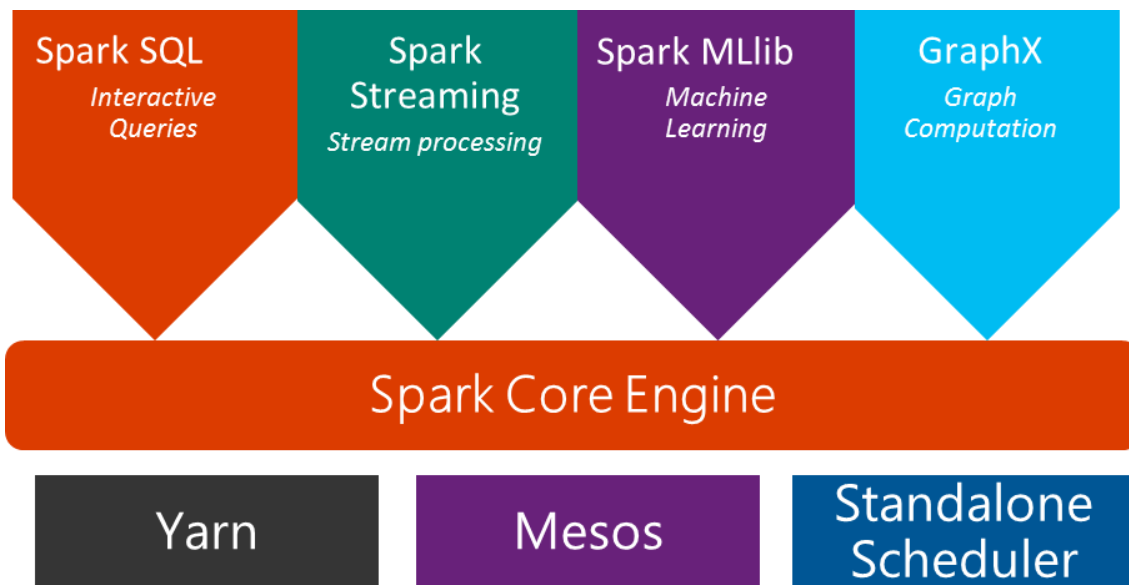 Spark SQL
Interactive
Queries
Spark
Streaming
Stream processing
Spark MLlib
Machine
Learning
GraphX
Graph
Computation
Spark Core Engine
Yarn
Mesos
Standalone
Scheduler